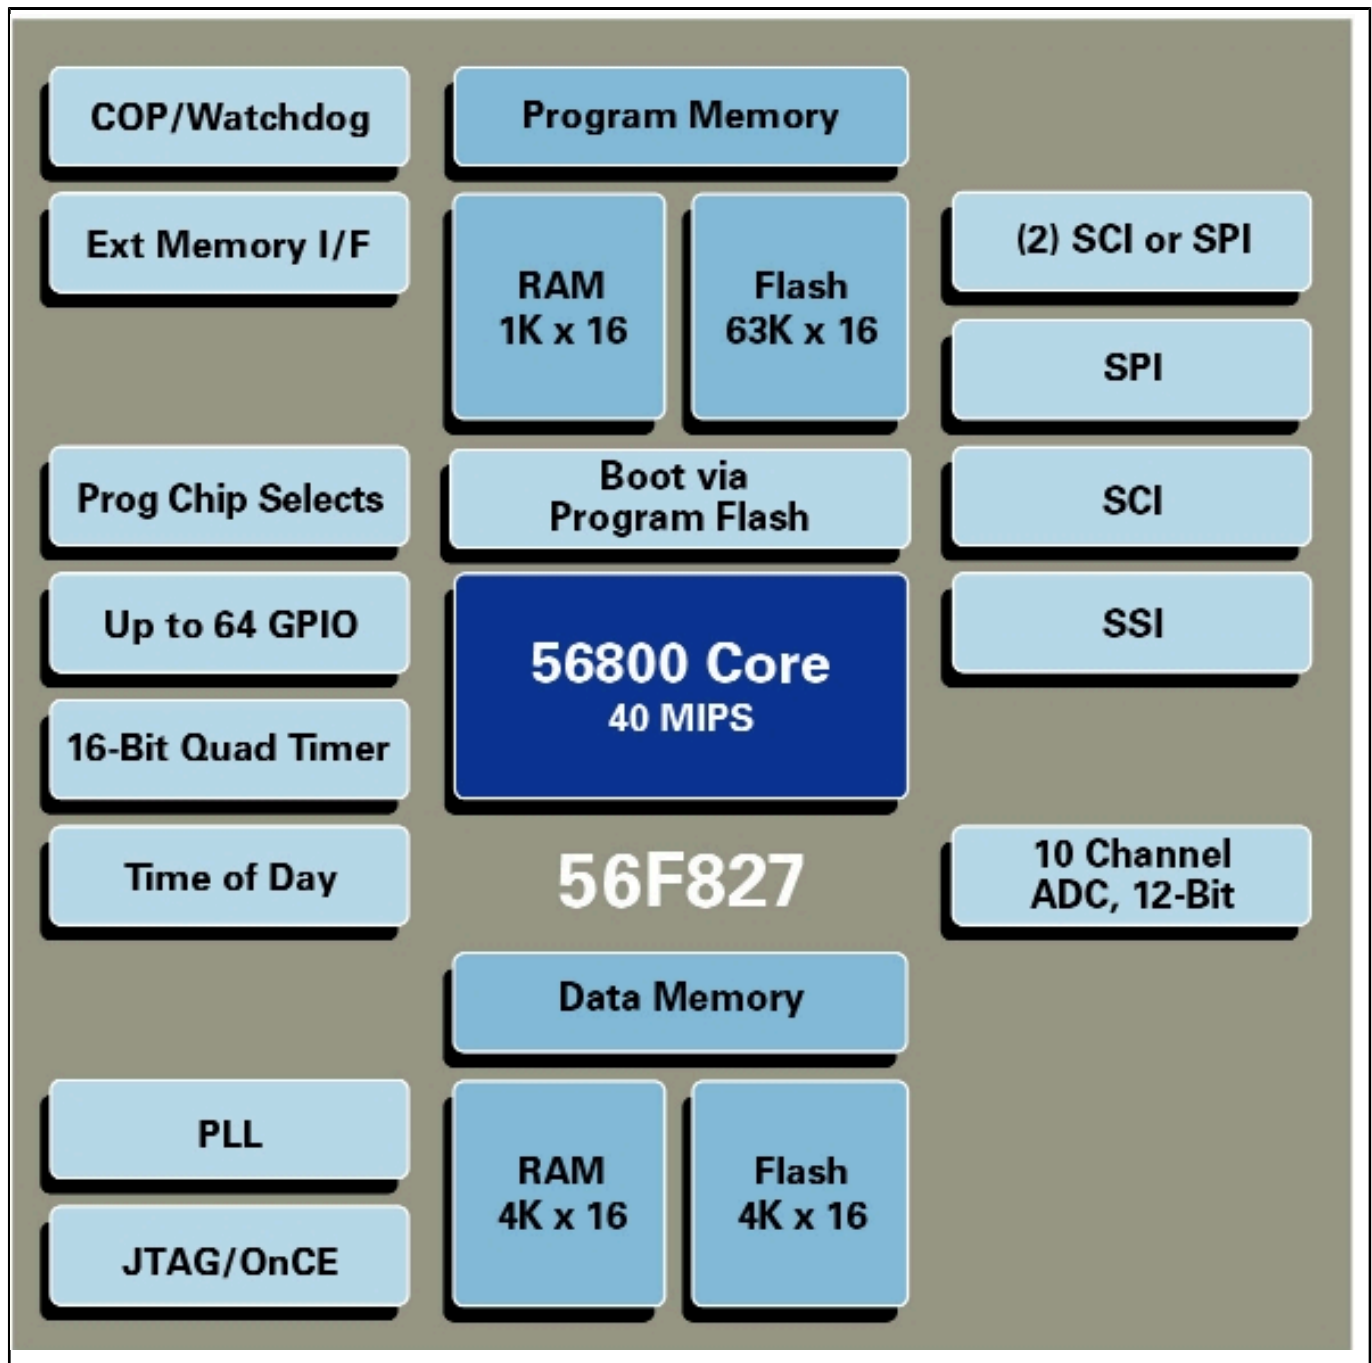 COP/Watchdog
Ext Memory I/F
Prog Chip Selects
Up to 64 GPIO
16-Bit Quad Timer
Time of Day
PLL
JTAG/OnCE
Program Memory
RAM
1K x 16
Flash
63K x 16
Boot via
Program Flash
56800 Core
40 MIPS
56F827
Data Memory
RAM
4K x 16
Flash
4K x 16
(2) SCI or SPI
SPI
SCI
SSI
10 Channel
ADC, 12-Bit